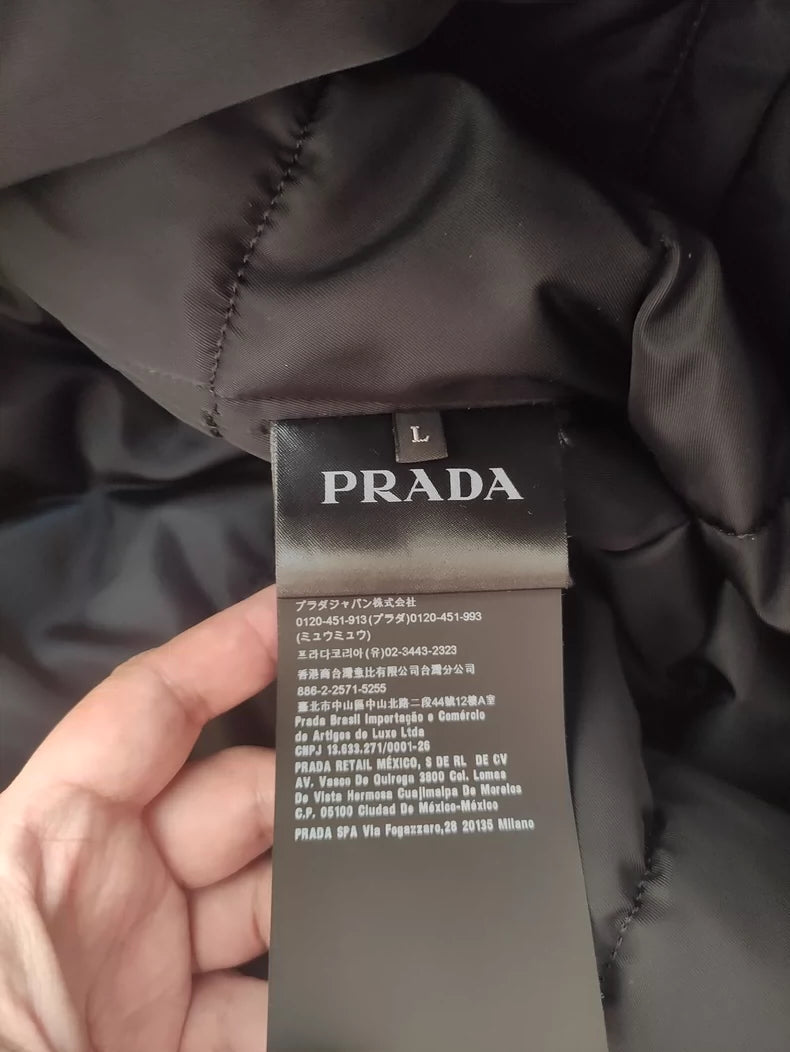 L
PRADA
プラダジャパン株式会社
0120-451-913(プラダ)0120-451-993
(ミュウミュウ)
프라다코리아(유)02-3443-2323
香港商台灣意比有限公司台灣分公司
886-2-2571-5255
臺北市中山區中山北路二段44號12樓A室
Prada Brasil Importação e Comércio
de Artigos de Luxo Ltda
CNPJ 13.633.271/0001-26
PRADA RETAIL MÉXICO, S DE RL DE CV
AV. Vasco De Quiroga 3800 Col. Lomas
De Vista Hermosa Cuajimalpa De Morelos
C.P. 05100 Ciudad De México-México
PRADA SPA Via Fogazzaro,28 20135 Milano